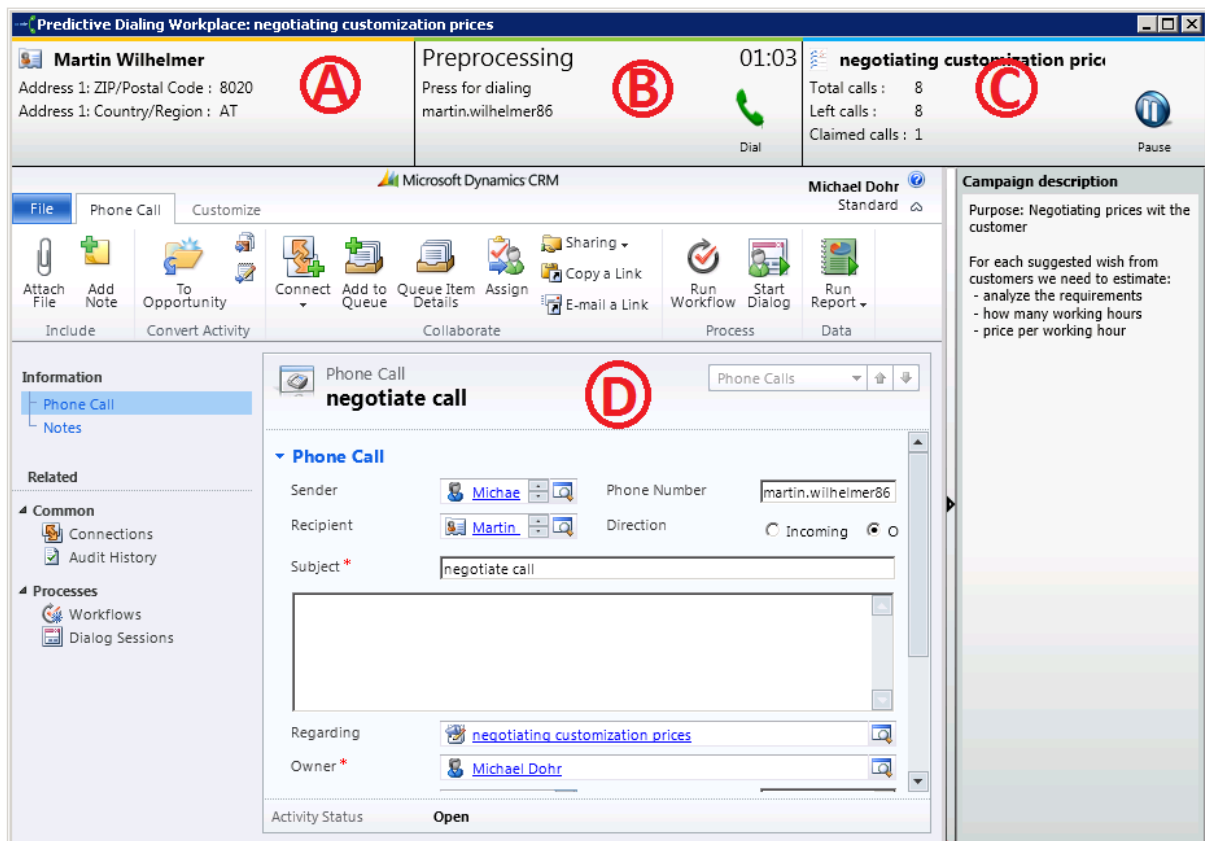 Predictive Dialing Workplace: negotiating customization prices
Martin Wilhelmer
Address 1: ZIP/Postal Code : 8020
Address 1: Country/Region : AT
A
Preprocessing 01:03
Press for dialing
martin.wilhelmer86
Dial
B
negotiating customization
Total calls : 8
Left calls : 8
Claimed calls : 1
Pause
C
Microsoft Dynamics CRM
Michael Dohr
Standard
File Phone Call Customize
Attach File
Add Note
Include
To Opportunity
Convert Activity
Connect
Add to Queue
Queue Item Details
Assign
Sharing
Copy a Link
E-mail a Link
Collaborate
Run Workflow
Start Dialog
Process
Run Report
Data
Campaign description
Purpose: Negotiating prices wit the
customer
For each suggested wish from
customers we need to estimate:
- analyze the requirements
- how many working hours
- price per working hour
Information
Phone Call
Notes
Related
Common
Connections
Audit History
Processes
Workflows
Dialog Sessions
Phone Call
negotiate call
D
Phone Calls
Phone Call
Sender Michae Phone Number martin.wilhelmer86
Recipient Martin Direction Incoming O
Subject * negotiate call
Regarding negotiating customization prices
Owner * Michael Dohr
Activity Status Open